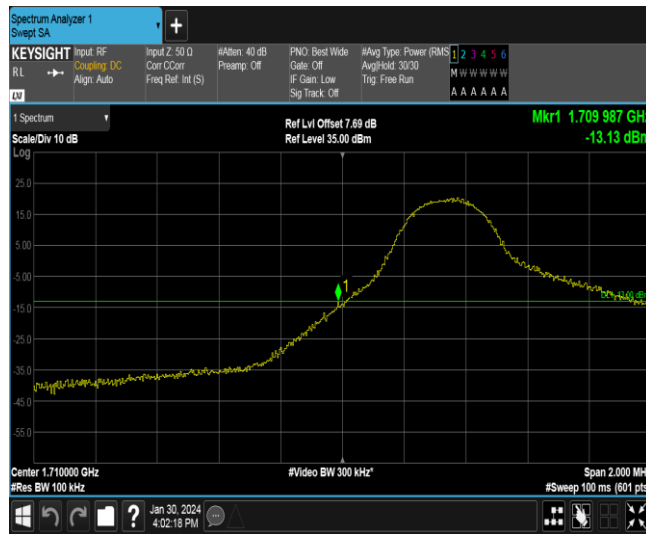 Spectrum Analyzer 1
Swept SA
+
KEYSIGHT
RL
LXI
Input: RF
Coupling: DC
Align: Auto
Input Z: 50 Ω
Corr CCorr
Freq Ref: Int (S)
#Atten: 40 dB
Preamp: Off
PNO: Best Wide
Gate: Off
IF Gain: Low
Sig Track: Off
#Avg Type: Power (RMS
Avg|Hold: 30/30
Trig: Free Run
1 2 3 4 5 6
M W W W W W
A A A A A A
1 Spectrum
Scale/Div 10 dB
Log
Ref Lvl Offset 7.69 dB
Ref Level 35.00 dBm
Mkr1 1.709 987 GHz
-13.13 dBm
25.0
15.0
5.00
-5.00
-15.0
-25.0
-35.0
-45.0
-55.0
1
DL1 -13.00 dBm
Center 1.710000 GHz
#Res BW 100 kHz
#Video BW 300 kHz*
Span 2.000 MH
#Sweep 100 ms (601 pts
?
Jan 30, 2024
4:02:18 PM